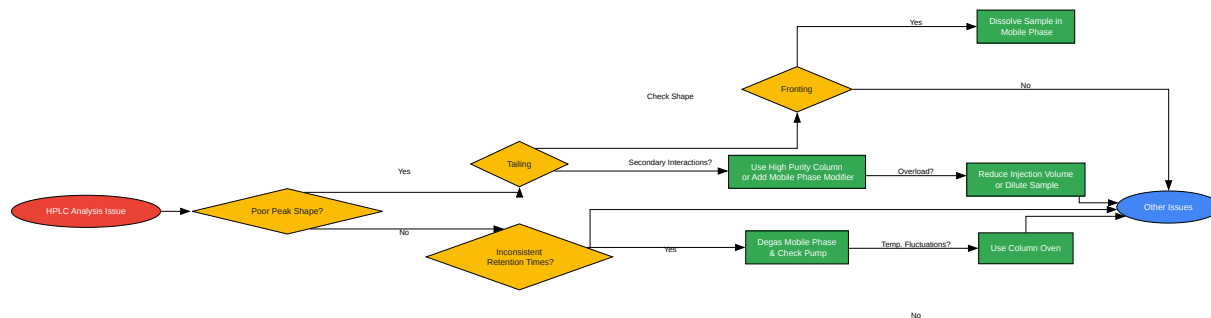 Yes
Dissolve Sample in
Mobile Phase
Check Shape
Fronting
No
Yes
Tailing
Secondary Interactions?
Use High Purity Column
or Add Mobile Phase Modifier
Overload?
Reduce Injection Volume
or Dilute Sample
HPLC Analysis Issue
Poor Peak Shape?
Other Issues
No
Inconsistent
Retention Times?
Yes
Degas Mobile Phase
& Check Pump
Temp. Fluctuations?
Use Column Oven
No